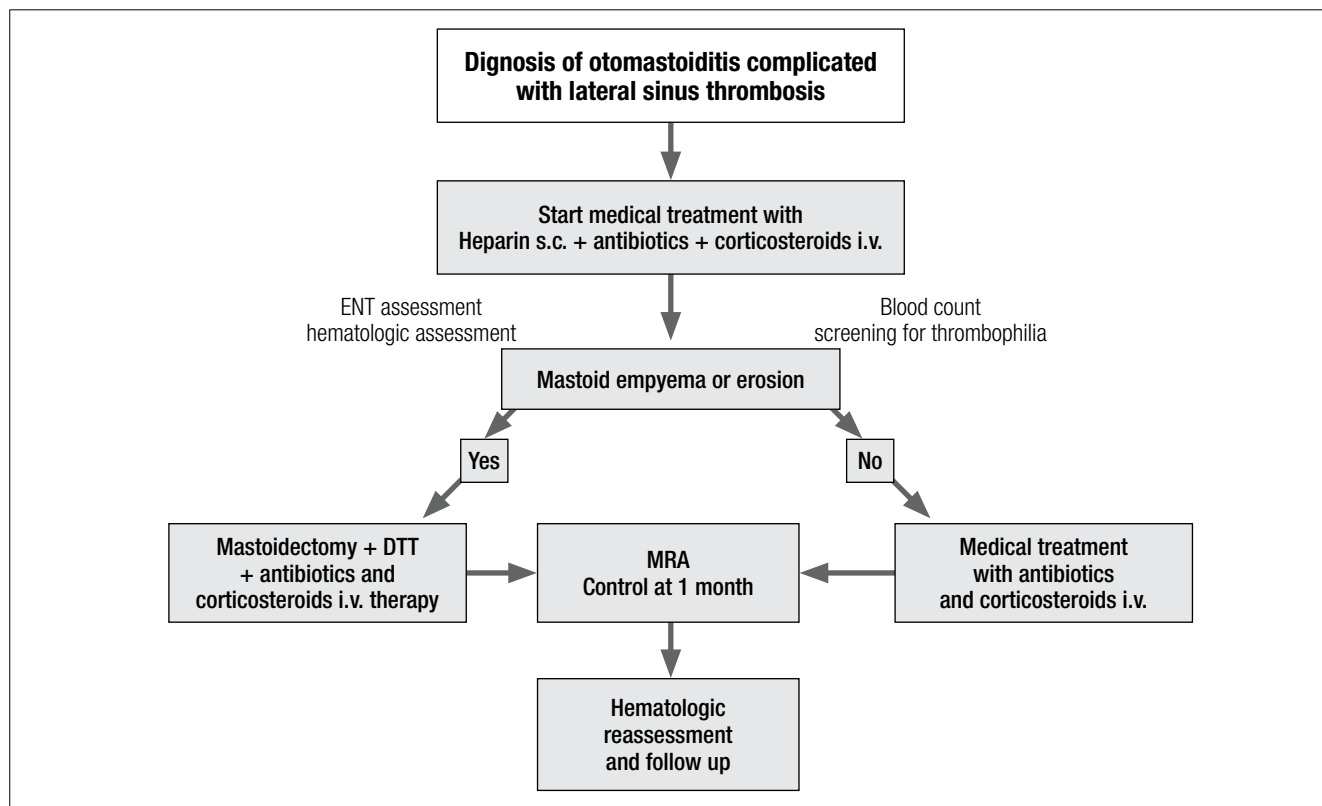 Dignosis of otomastoiditis complicated
with lateral sinus thrombosis
Start medical treatment with
Heparin s.c. + antibiotics + corticosteroids i.v.
ENT assessment
hematologic assessment
Blood count
screening for thrombophilia
Mastoid empyema or erosion
Yes
No
Mastoidectomy + DTT
+ antibiotics and
corticosteroids i.v. therapy
MRA
Control at 1 month
Medical treatment
with antibiotics
and corticosteroids i.v.
Hematologic
reassessment
and follow up